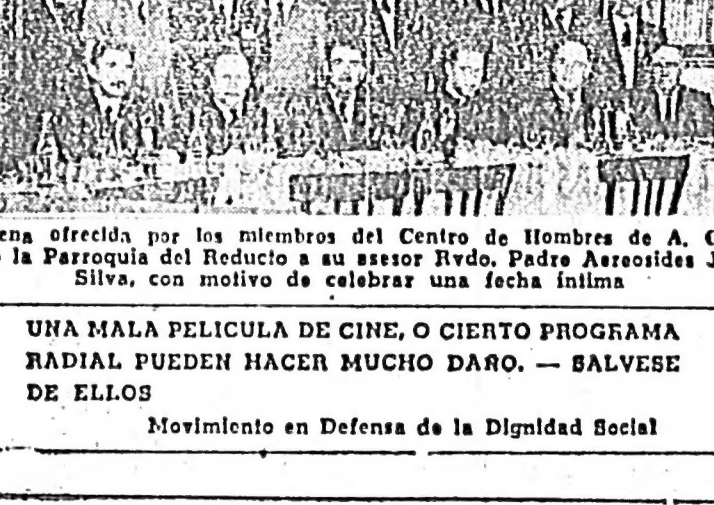 ena ofrecida por los miembros del Centro de Hombres de A. C
la Parroquia del Reducto a su asesor Rvdo. Padre Aereosides J
Silva, con motivo de celebrar una fecha íntima
UNA MALA PELICULA DE CINE, O CIERTO PROGRAMA
RADIAL PUEDEN HACER MUCHO DAÑO. — SALVESE
DE ELLOS
Movimiento en Defensa de la Dignidad Social